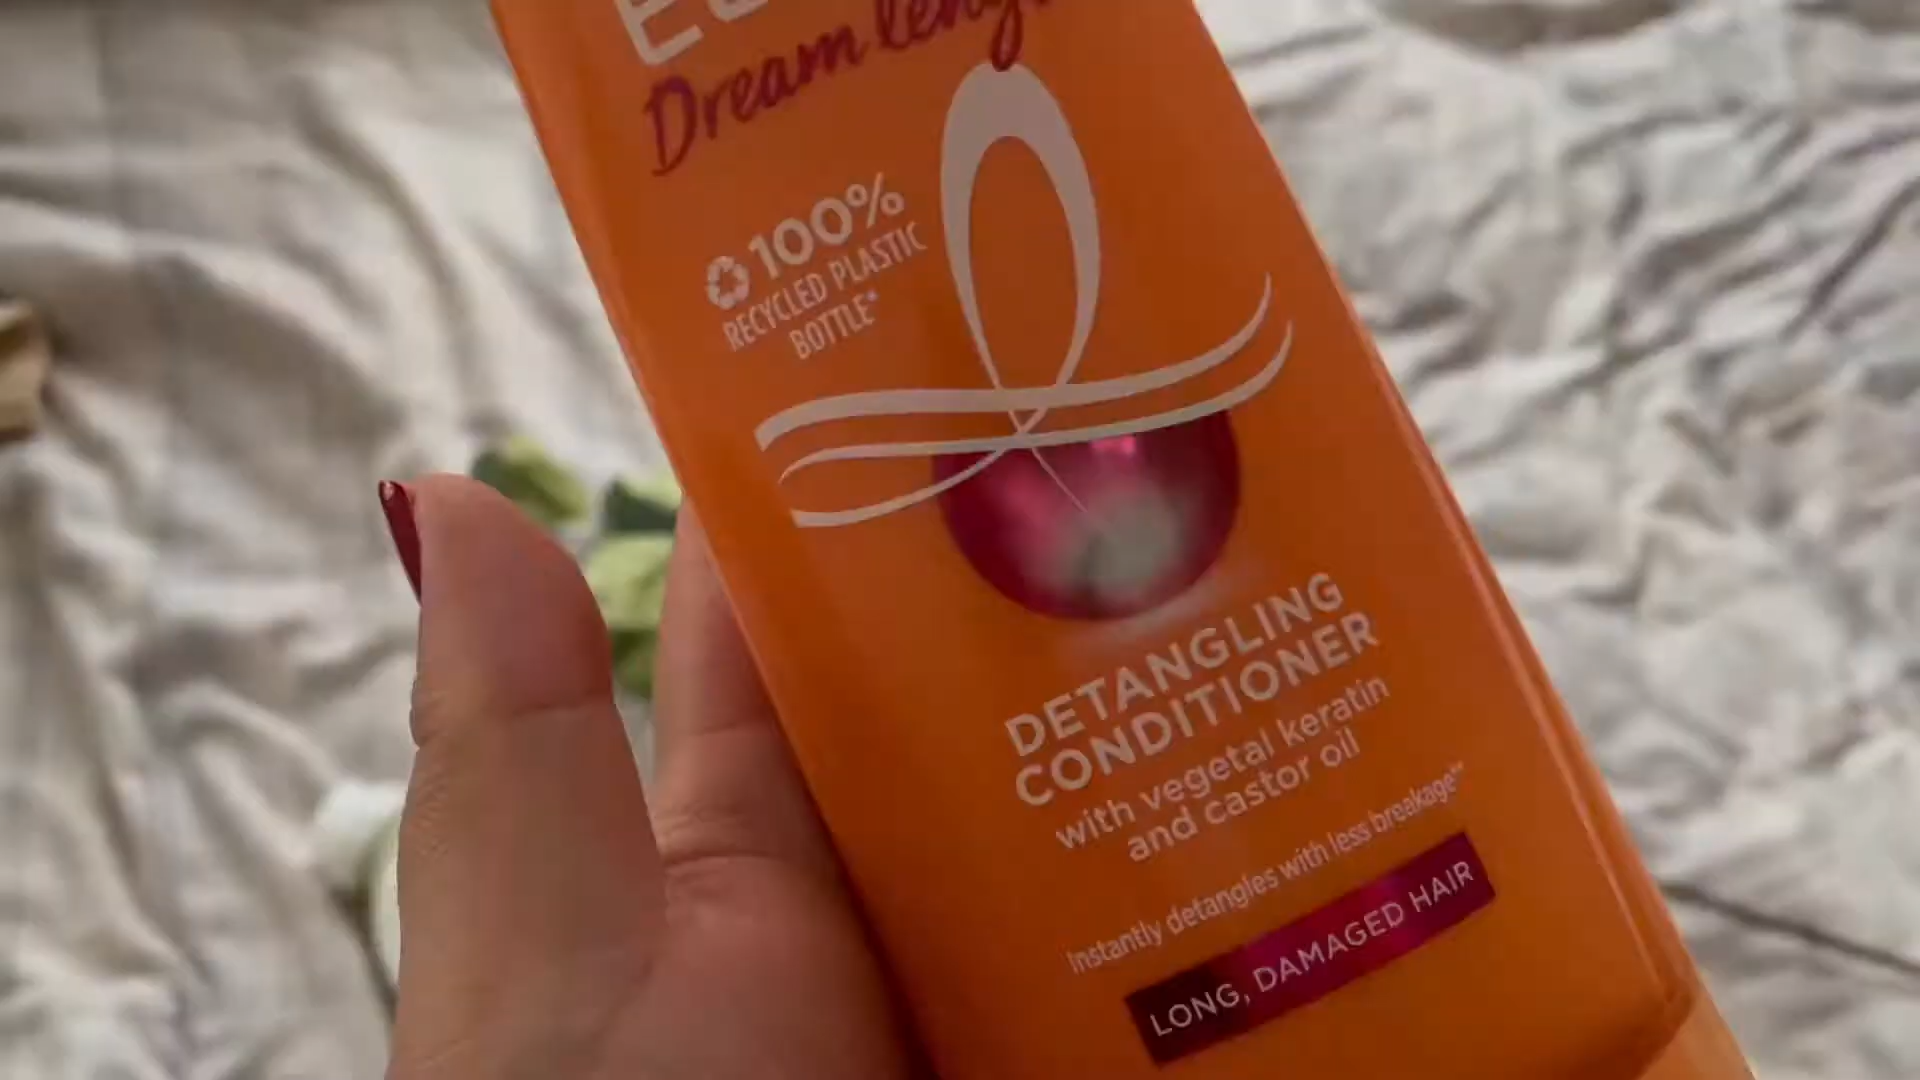 Dream
100%
RECYCLED PLASTIC
BOTTLE*
DETANGLING
CONDITIONER
with vegetal keratin
and castor oil
Instantly detangles with less breakage**
LONG, DAMAGED HAIR